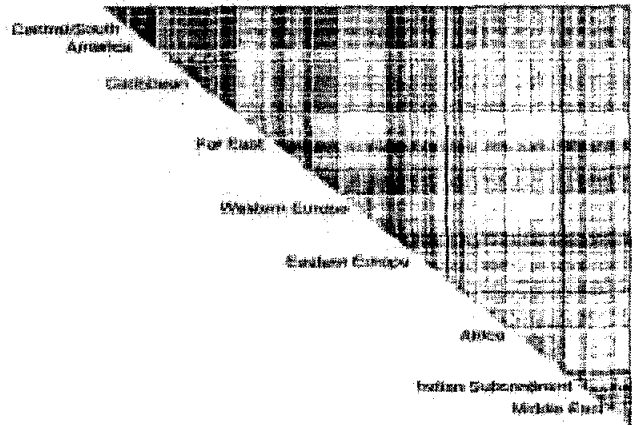 Central/South
America
Caribbean
Far East
Western Europe
Eastern Europe
Africa
Indian Subcontinent
Middle East